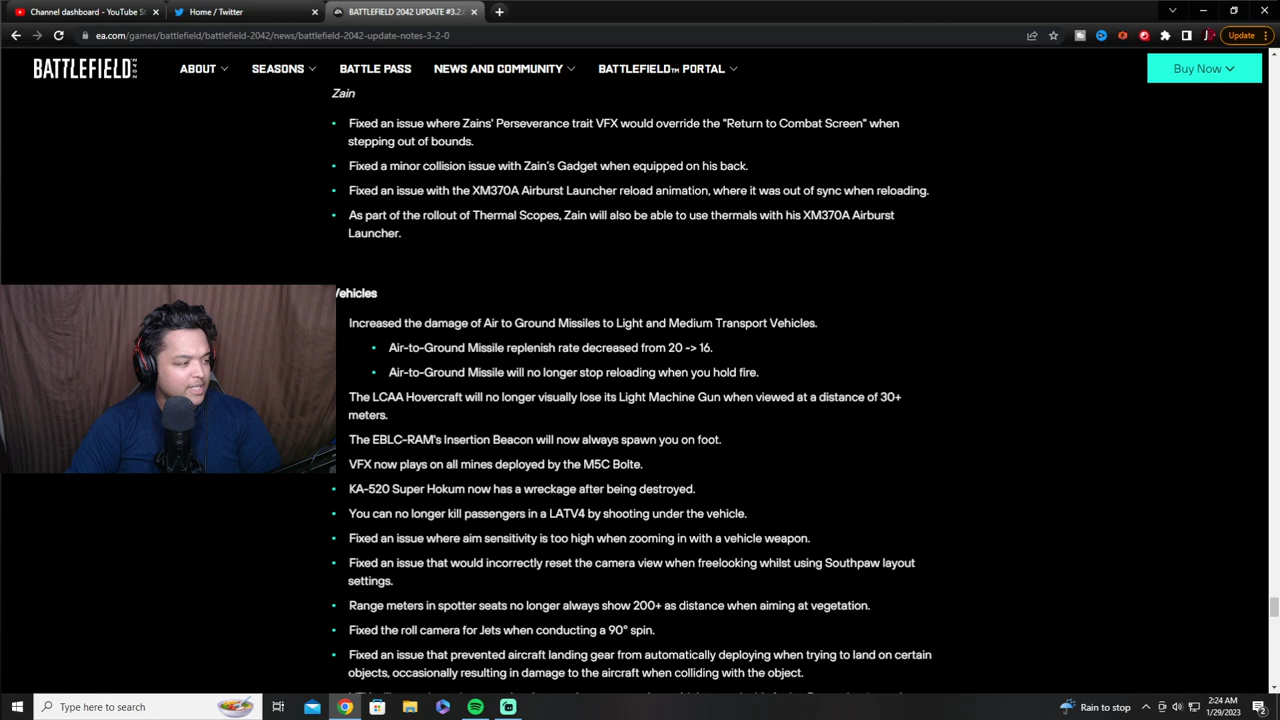 Channel dashboard - YouTube St
Home / Twitter
BATTLEFIELD 2042 UPDATE #3.2.
ea.com/games/battlefield/battlefield-2042/news/battlefield-2042-update-notes-3-2-0
Update
BATTLEFIELD 2042
ABOUT
SEASONS
BATTLE PASS
NEWS AND COMMUNITY
BATTLEFIELD™ PORTAL
Buy Now
Zain
Fixed an issue where Zains' Perseverance trait VFX would override the "Return to Combat Screen" when
stepping out of bounds.
Fixed a minor collision issue with Zain's Gadget when equipped on his back.
Fixed an issue with the XM370A Airburst Launcher reload animation, where it was out of sync when reloading.
As part of the rollout of Thermal Scopes, Zain will also be able to use thermals with his XM370A Airburst
Launcher.
Vehicles
Increased the damage of Air to Ground Missiles to Light and Medium Transport Vehicles.
Air-to-Ground Missile replenish rate decreased from 20 -> 16.
Air-to-Ground Missile will no longer stop reloading when you hold fire.
The LCAA Hovercraft will no longer visually lose its Light Machine Gun when viewed at a distance of 30+
meters.
The EBLC-RAM's Insertion Beacon will now always spawn you on foot.
VFX now plays on all mines deployed by the M5C Bolte.
KA-520 Super Hokum now has a wreckage after being destroyed.
You can no longer kill passengers in a LATV4 by shooting under the vehicle.
Fixed an issue where aim sensitivity is too high when zooming in with a vehicle weapon.
Fixed an issue that would incorrectly reset the camera view when freelooking whilst using Southpaw layout
settings.
Range meters in spotter seats no longer always show 200+ as distance when aiming at vegetation.
Fixed the roll camera for Jets when conducting a 90° spin.
Fixed an issue that prevented aircraft landing gear from automatically deploying when trying to land on certain
objects, occasionally resulting in damage to the aircraft when colliding with the object.
Type here to search
Rain to stop
2:24 AM
1/29/2023
2